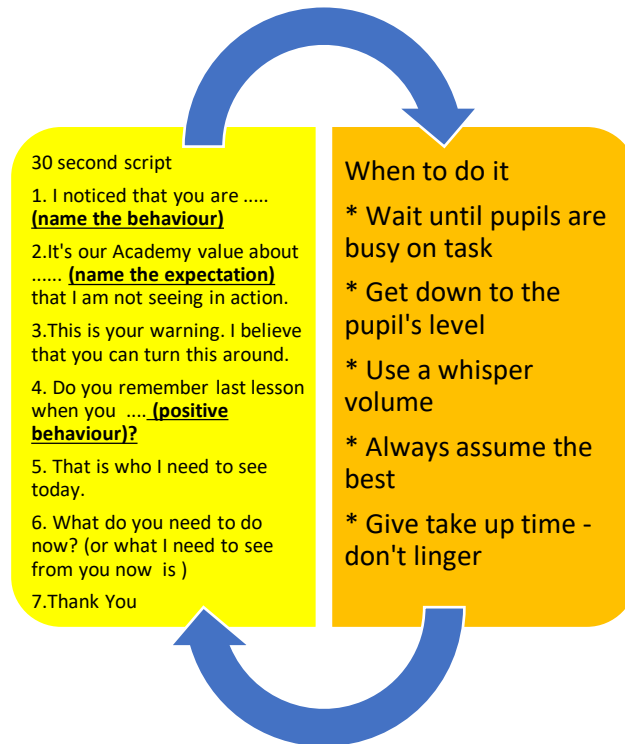 30 second script
1. I noticed that you are .....
(name the behaviour)
2.It's our Academy value about
...... (name the expectation)
that I am not seeing in action.
3.This is your warning. I believe
that you can turn this around.
4. Do you remember last lesson
when you .... (positive
behaviour)?
5. That is who I need to see
today.
6. What do you need to do
now? (or what I need to see
from you now is )
7.Thank You
When to do it
* Wait until pupils are
busy on task
* Get down to the
pupil's level
* Use a whisper
volume
* Always assume the
best
* Give take up time -
don't linger